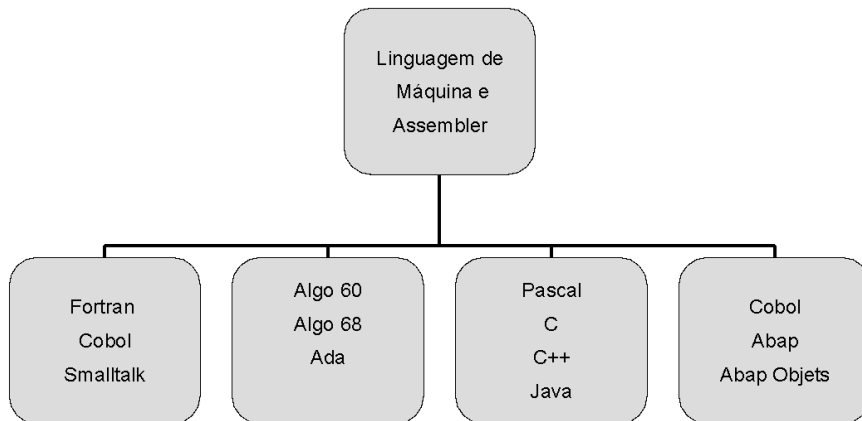 Linguagem de
Máquina e
Assembler
Fortran
Cobol
Smalltalk
Algo 60
Algo 68
Ada
Pascal
C
C++
Java
Cobol
Abap
Abap Objets